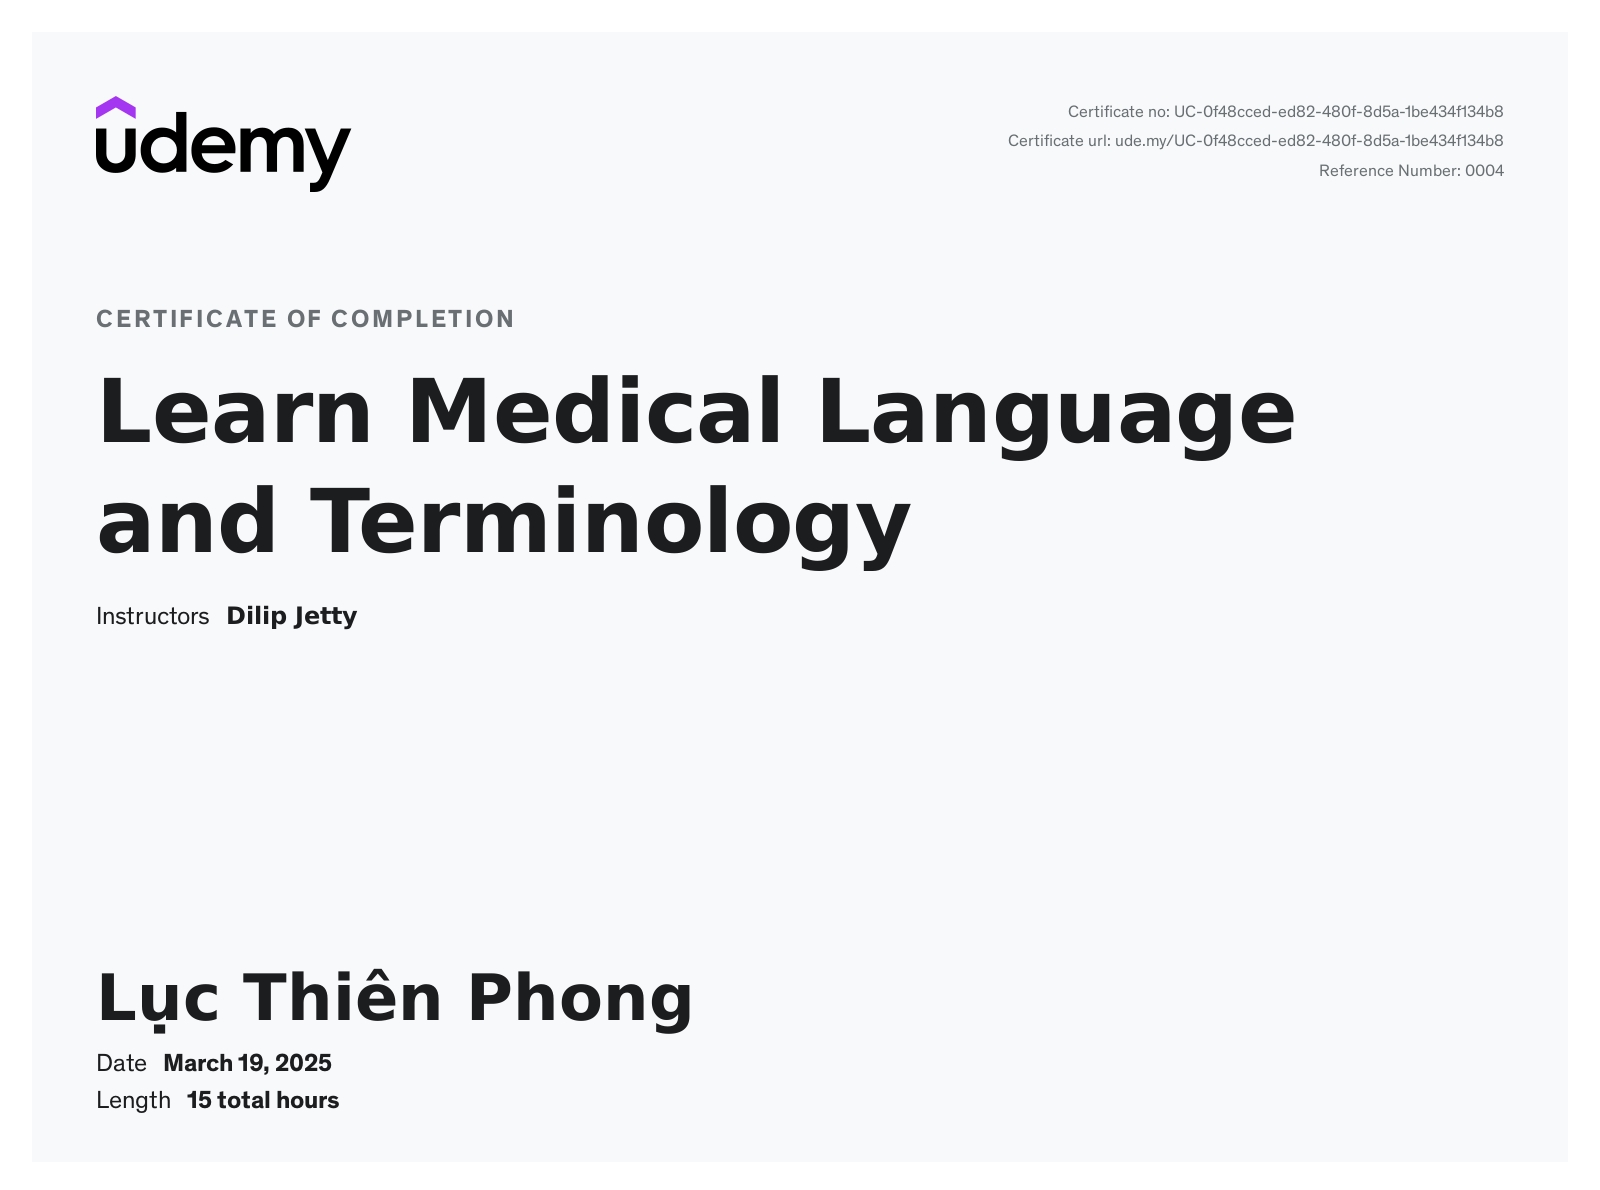 udemy
Certificate no: UC-0f48cced-ed82-480f-8d5a-1be434f134b8
Certificate url: ude.my/UC-0f48cced-ed82-480f-8d5a-1be434f134b8
Reference Number: 0004
CERTIFICATE OF COMPLETION
Learn Medical Language
and Terminology
Instructors Dilip Jetty
Lục Thiên Phong
Date March 19, 2025
Length 15 total hours